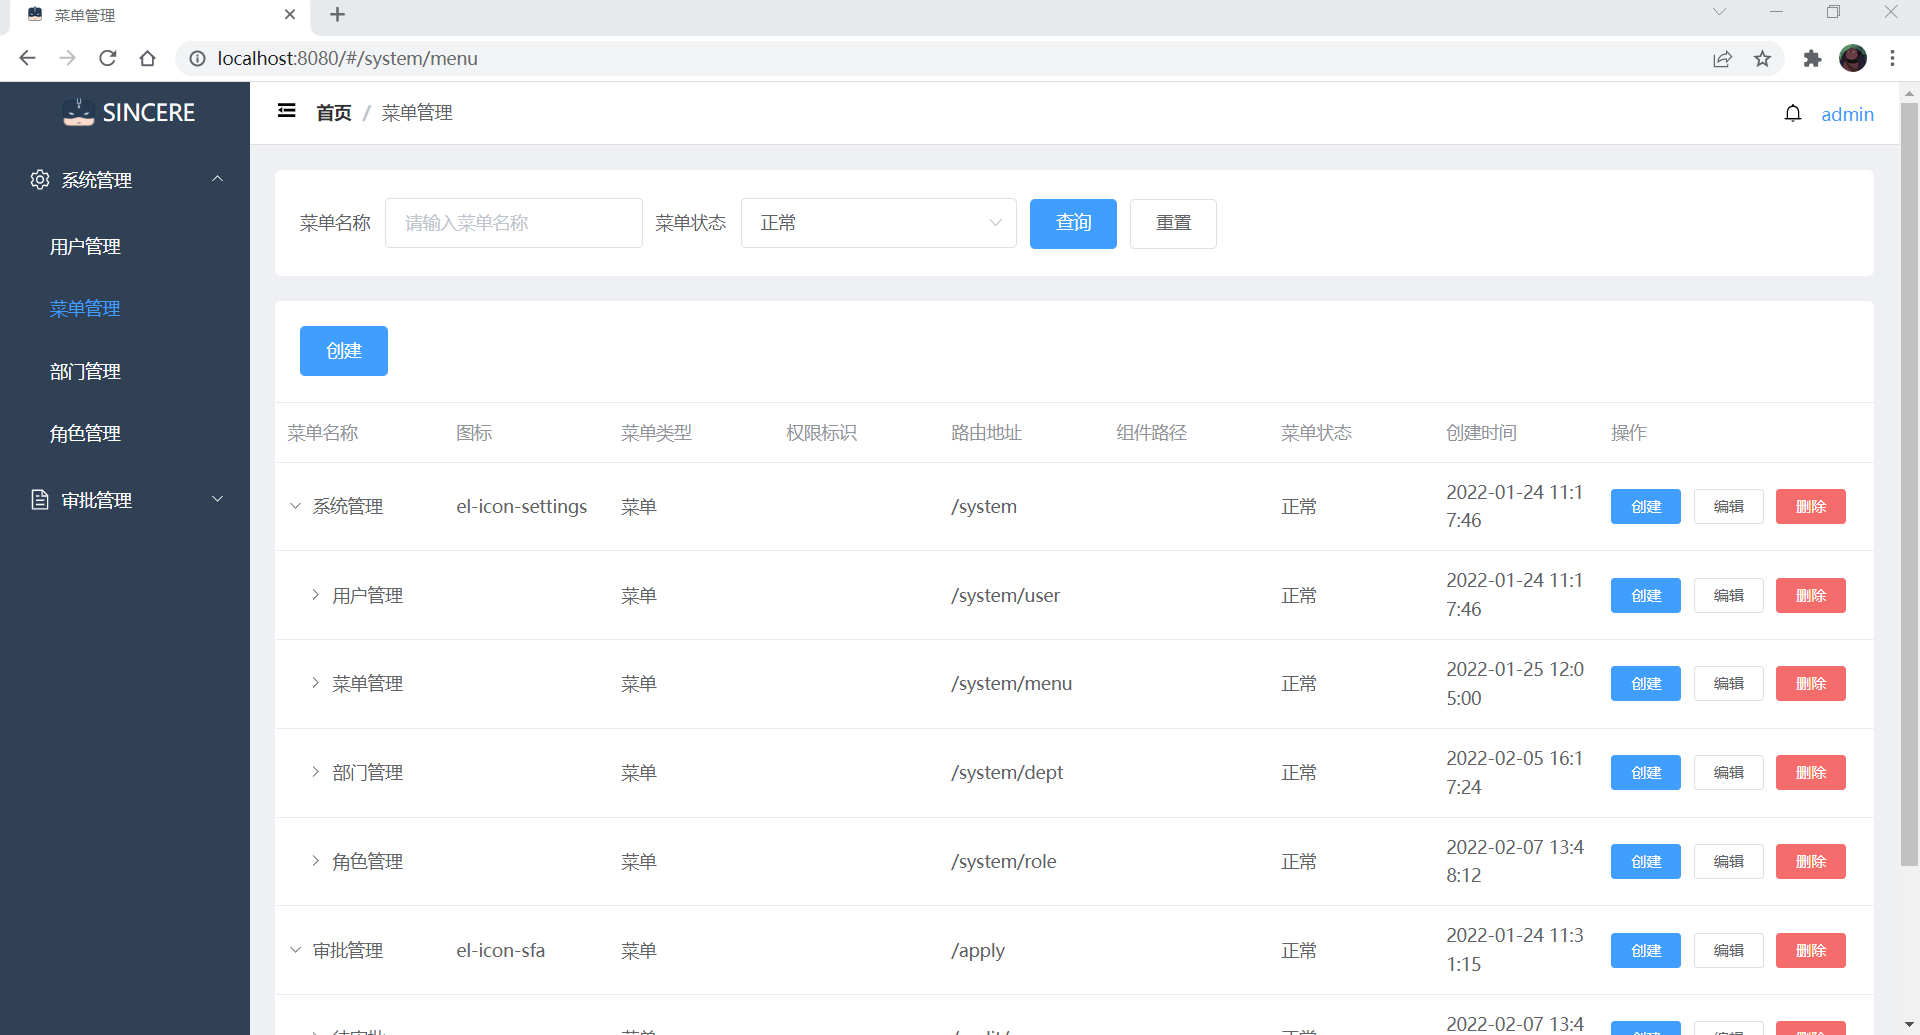 菜单管理
localhost:8080/#/system/menu
SINCERE
首页 / 菜单管理
admin
系统管理
用户管理
菜单管理
部门管理
角色管理
审批管理
菜单名称 请输入菜单名称 菜单状态 正常 查询 重置
创建
菜单名称 图标 菜单类型 权限标识 路由地址 组件路径 菜单状态 创建时间 操作
系统管理 el-icon-settings 菜单 /system 正常 2022-01-24 11:1
7:46 创建 编辑 删除
用户管理 菜单 /system/user 正常 2022-01-24 11:1
7:46 创建 编辑 删除
菜单管理 菜单 /system/menu 正常 2022-01-25 12:0
5:00 创建 编辑 删除
部门管理 菜单 /system/dept 正常 2022-02-05 16:1
7:24 创建 编辑 删除
角色管理 菜单 /system/role 正常 2022-02-07 13:4
8:12 创建 编辑 删除
审批管理 el-icon-sfa 菜单 /apply 正常 2022-01-24 11:3
1:15 创建 编辑 删除
2022-02-07 13:4